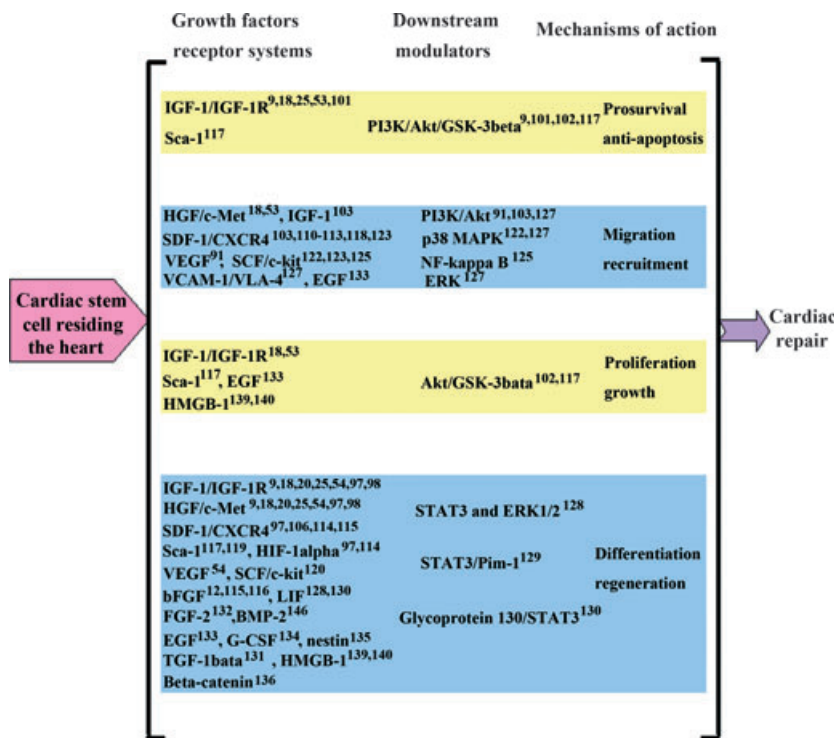 Growth factors
receptor systems
Downstream
modulators
Mechanisms of action
Cardiac stem
cell residing
the heart
IGF-1/IGF-1R9,18,25,53,101
Sca-1117
PI3K/Akt/GSK-3beta9,101,102,117
Prosurvival
anti-apoptosis
HGF/c-Met18,53, IGF-1103
SDF-1/CXCR4103,110-113,118,123
VEGF91, SCF/c-kit122,123,125
VCAM-1/VLA-4127, EGF133
PI3K/Akt91,103,127
p38 MAPK122,127
NF-kappa B125
ERK127
Migration
recruitment
IGF-1/IGF-1R18,53
Sca-1117, EGF133
HMGB-1139,140
Akt/GSK-3bata102,117
Proliferation
growth
IGF-1/IGF-1R9,18,20,25,54,97,98
HGF/c-Met9,18,20,25,54,97,98
SDF-1/CXCR497,106,114,115
Sca-1117,119, HIF-1alpha97,114
VEGF54, SCF/c-kit120
bFGF12,115,116, LIF128,130
FGF-2132,BMP-2146
EGF133, G-CSF134, nestin135
TGF-1bata131, HMGB-1139,140
Beta-catenin136
STAT3 and ERK1/2128
STAT3/Pim-1129
Glycoprotein 130/STAT3130
Differentiation
regeneration
Cardiac
repair